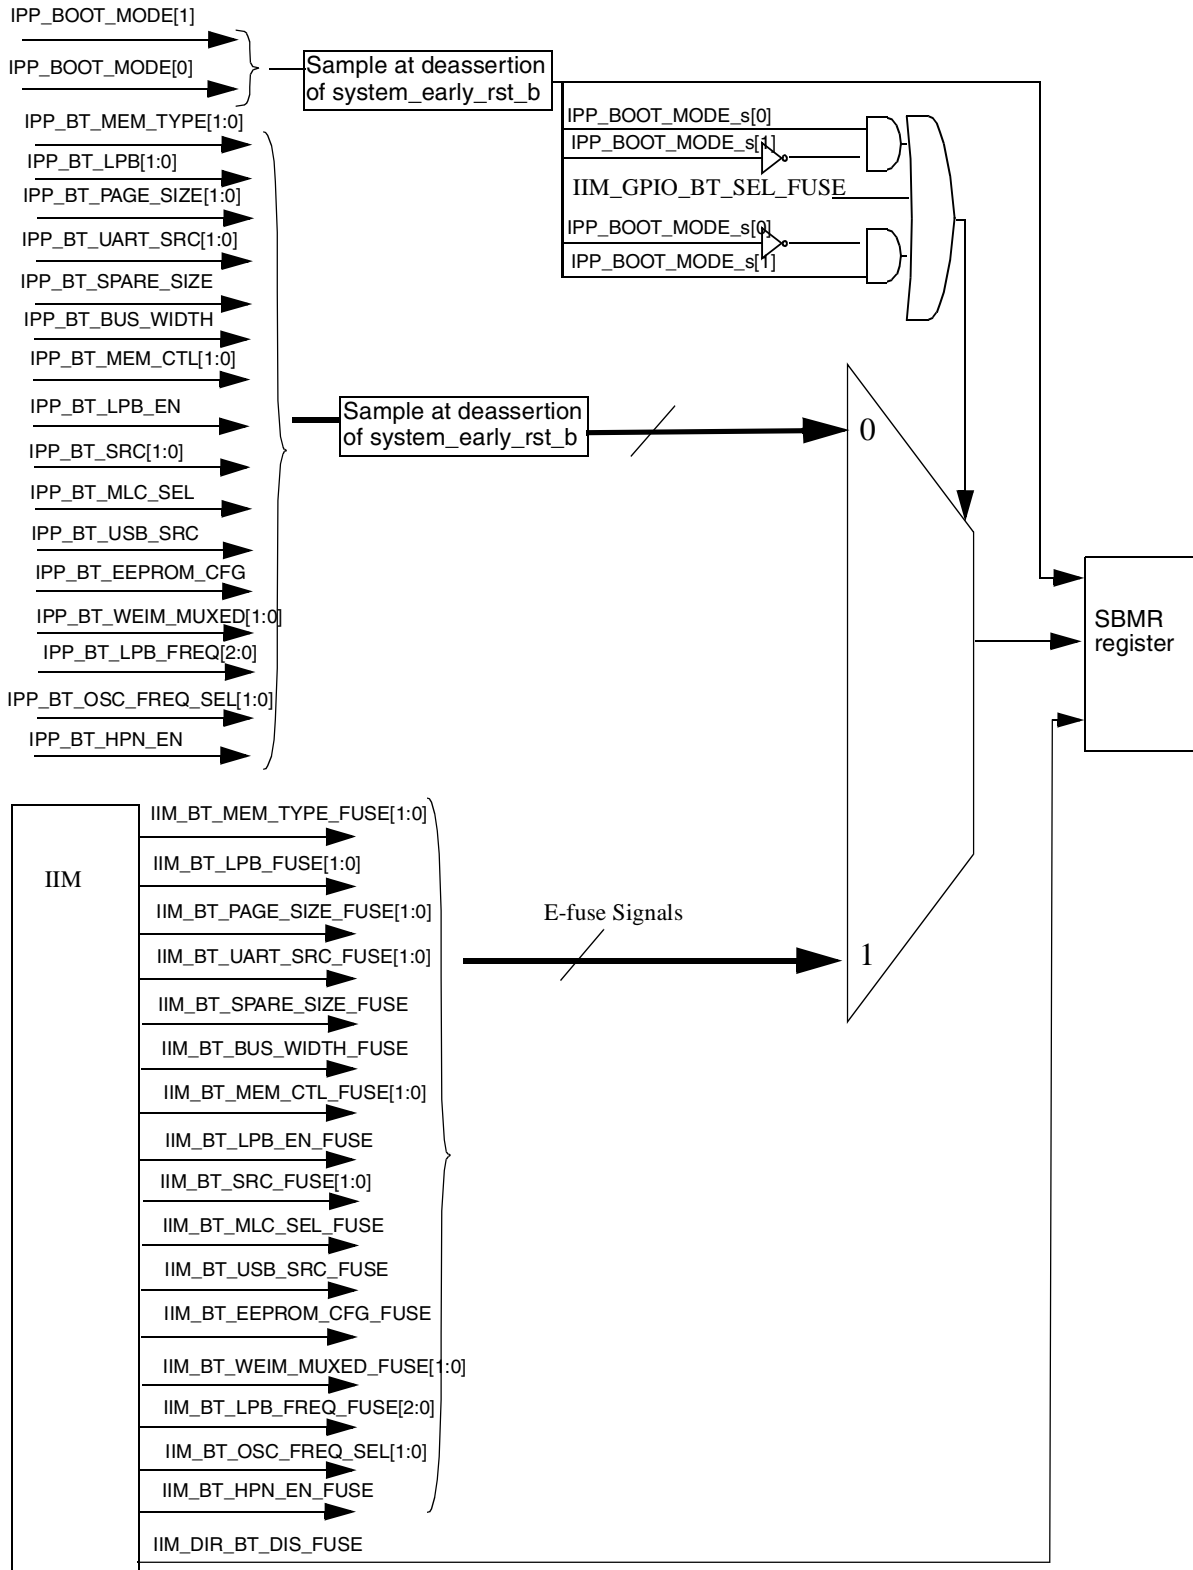 IPP_BOOT_MODE[1]
IPP_BOOT_MODE[0]
Sample at deassertion
of system_early_rst_b
IPP_BT_MEM_TYPE[1:0]
IPP_BT_LPB[1:0]
IPP_BT_PAGE_SIZE[1:0]
IPP_BT_UART_SRC[1:0]
IPP_BT_SPARE_SIZE
IPP_BT_BUS_WIDTH
IPP_BT_MEM_CTL[1:0]
IPP_BT_LPB_EN
IPP_BT_SRC[1:0]
IPP_BT_MLC_SEL
IPP_BT_USB_SRC
IPP_BT_EEPROM_CFG
IPP_BT_WEIM_MUXED[1:0]
IPP_BT_LPB_FREQ[2:0]
IPP_BT_OSC_FREQ_SEL[1:0]
IPP_BT_HPN_EN
IPP_BOOT_MODE_s[0]
IPP_BOOT_MODE_s[1]
IIM_GPIO_BT_SEL_FUSE
IPP_BOOT_MODE_s[0]
IPP_BOOT_MODE_s[1]
Sample at deassertion
of system_early_rst_b
0
SBMR
register
IIM
IIM_BT_MEM_TYPE_FUSE[1:0]
IIM_BT_LPB_FUSE[1:0]
IIM_BT_PAGE_SIZE_FUSE[1:0]
IIM_BT_UART_SRC_FUSE[1:0]
IIM_BT_SPARE_SIZE_FUSE
IIM_BT_BUS_WIDTH_FUSE
IIM_BT_MEM_CTL_FUSE[1:0]
IIM_BT_LPB_EN_FUSE
IIM_BT_SRC_FUSE[1:0]
IIM_BT_MLC_SEL_FUSE
IIM_BT_USB_SRC_FUSE
IIM_BT_EEPROM_CFG_FUSE
IIM_BT_WEIM_MUXED_FUSE[1:0]
IIM_BT_LPB_FREQ_FUSE[2:0]
IIM_BT_OSC_FREQ_SEL[1:0]
IIM_BT_HPN_EN_FUSE
IIM_DIR_BT_DIS_FUSE
E-fuse Signals
1